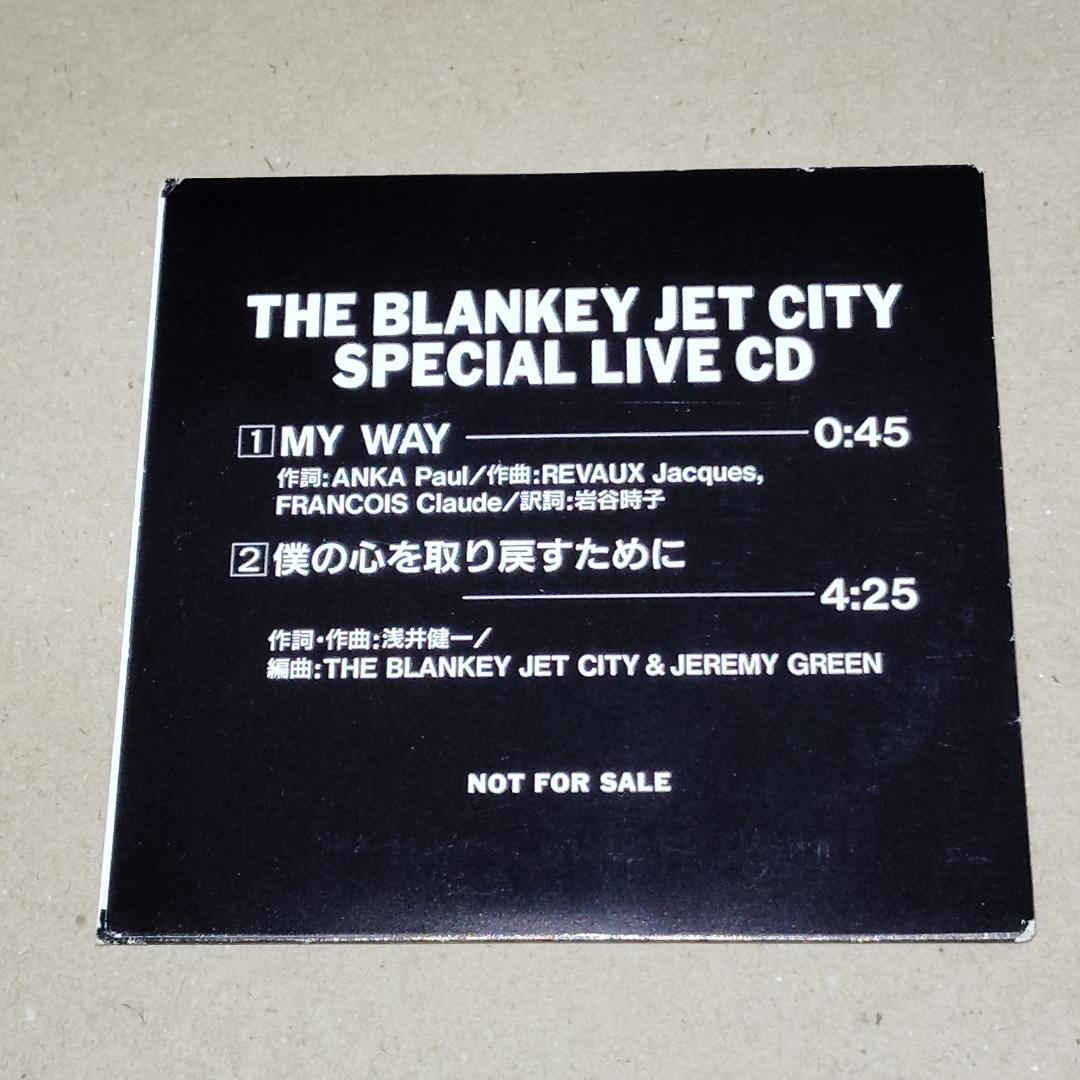 THE BLANKEY JET CITY
SPECIAL LIVE CD
1 MY WAY 0:45
作詞:ANKA Paul/作曲:REVAUX Jacques,
FRANCOIS Claude/訳詞:岩谷時子
2 僕の心を取り戻すために
4:25
作詞・作曲:浅井健一/
編曲:THE BLANKEY JET CITY & JEREMY GREEN
NOT FOR SALE